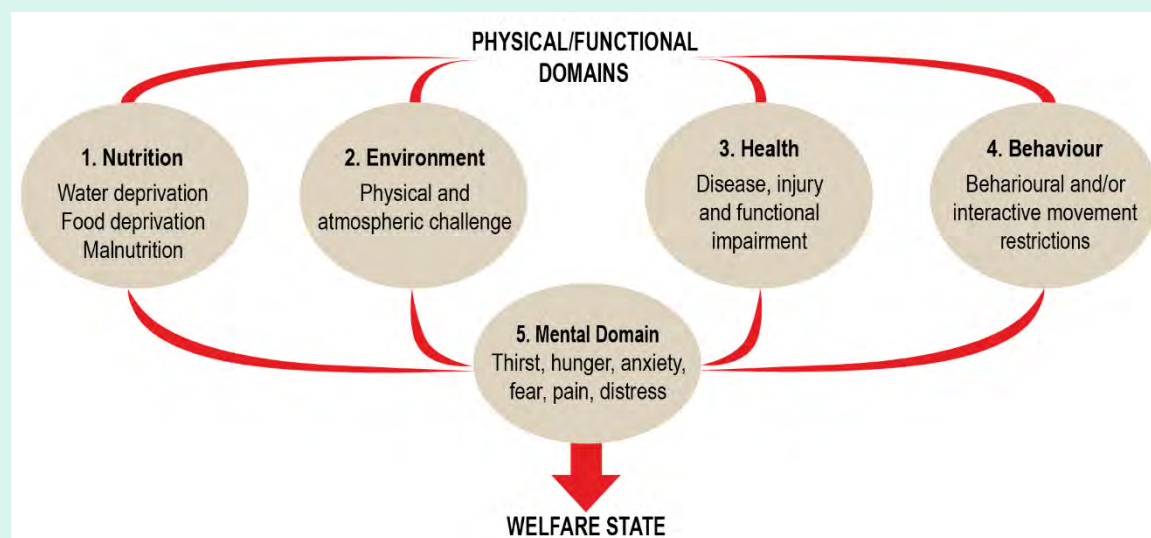 PHYSICAL/FUNCTIONAL
DOMAINS
1. Nutrition
Water deprivation
Food deprivation
Malnutrition
2. Environment
Physical and
atmospheric challenge
3. Health
Disease, injury
and functional
impairment
4. Behaviour
Beharioural and/or
interactive movement
restrictions
5. Mental Domain
Thirst, hunger, anxiety,
fear, pain, distress
WELFARE STATE